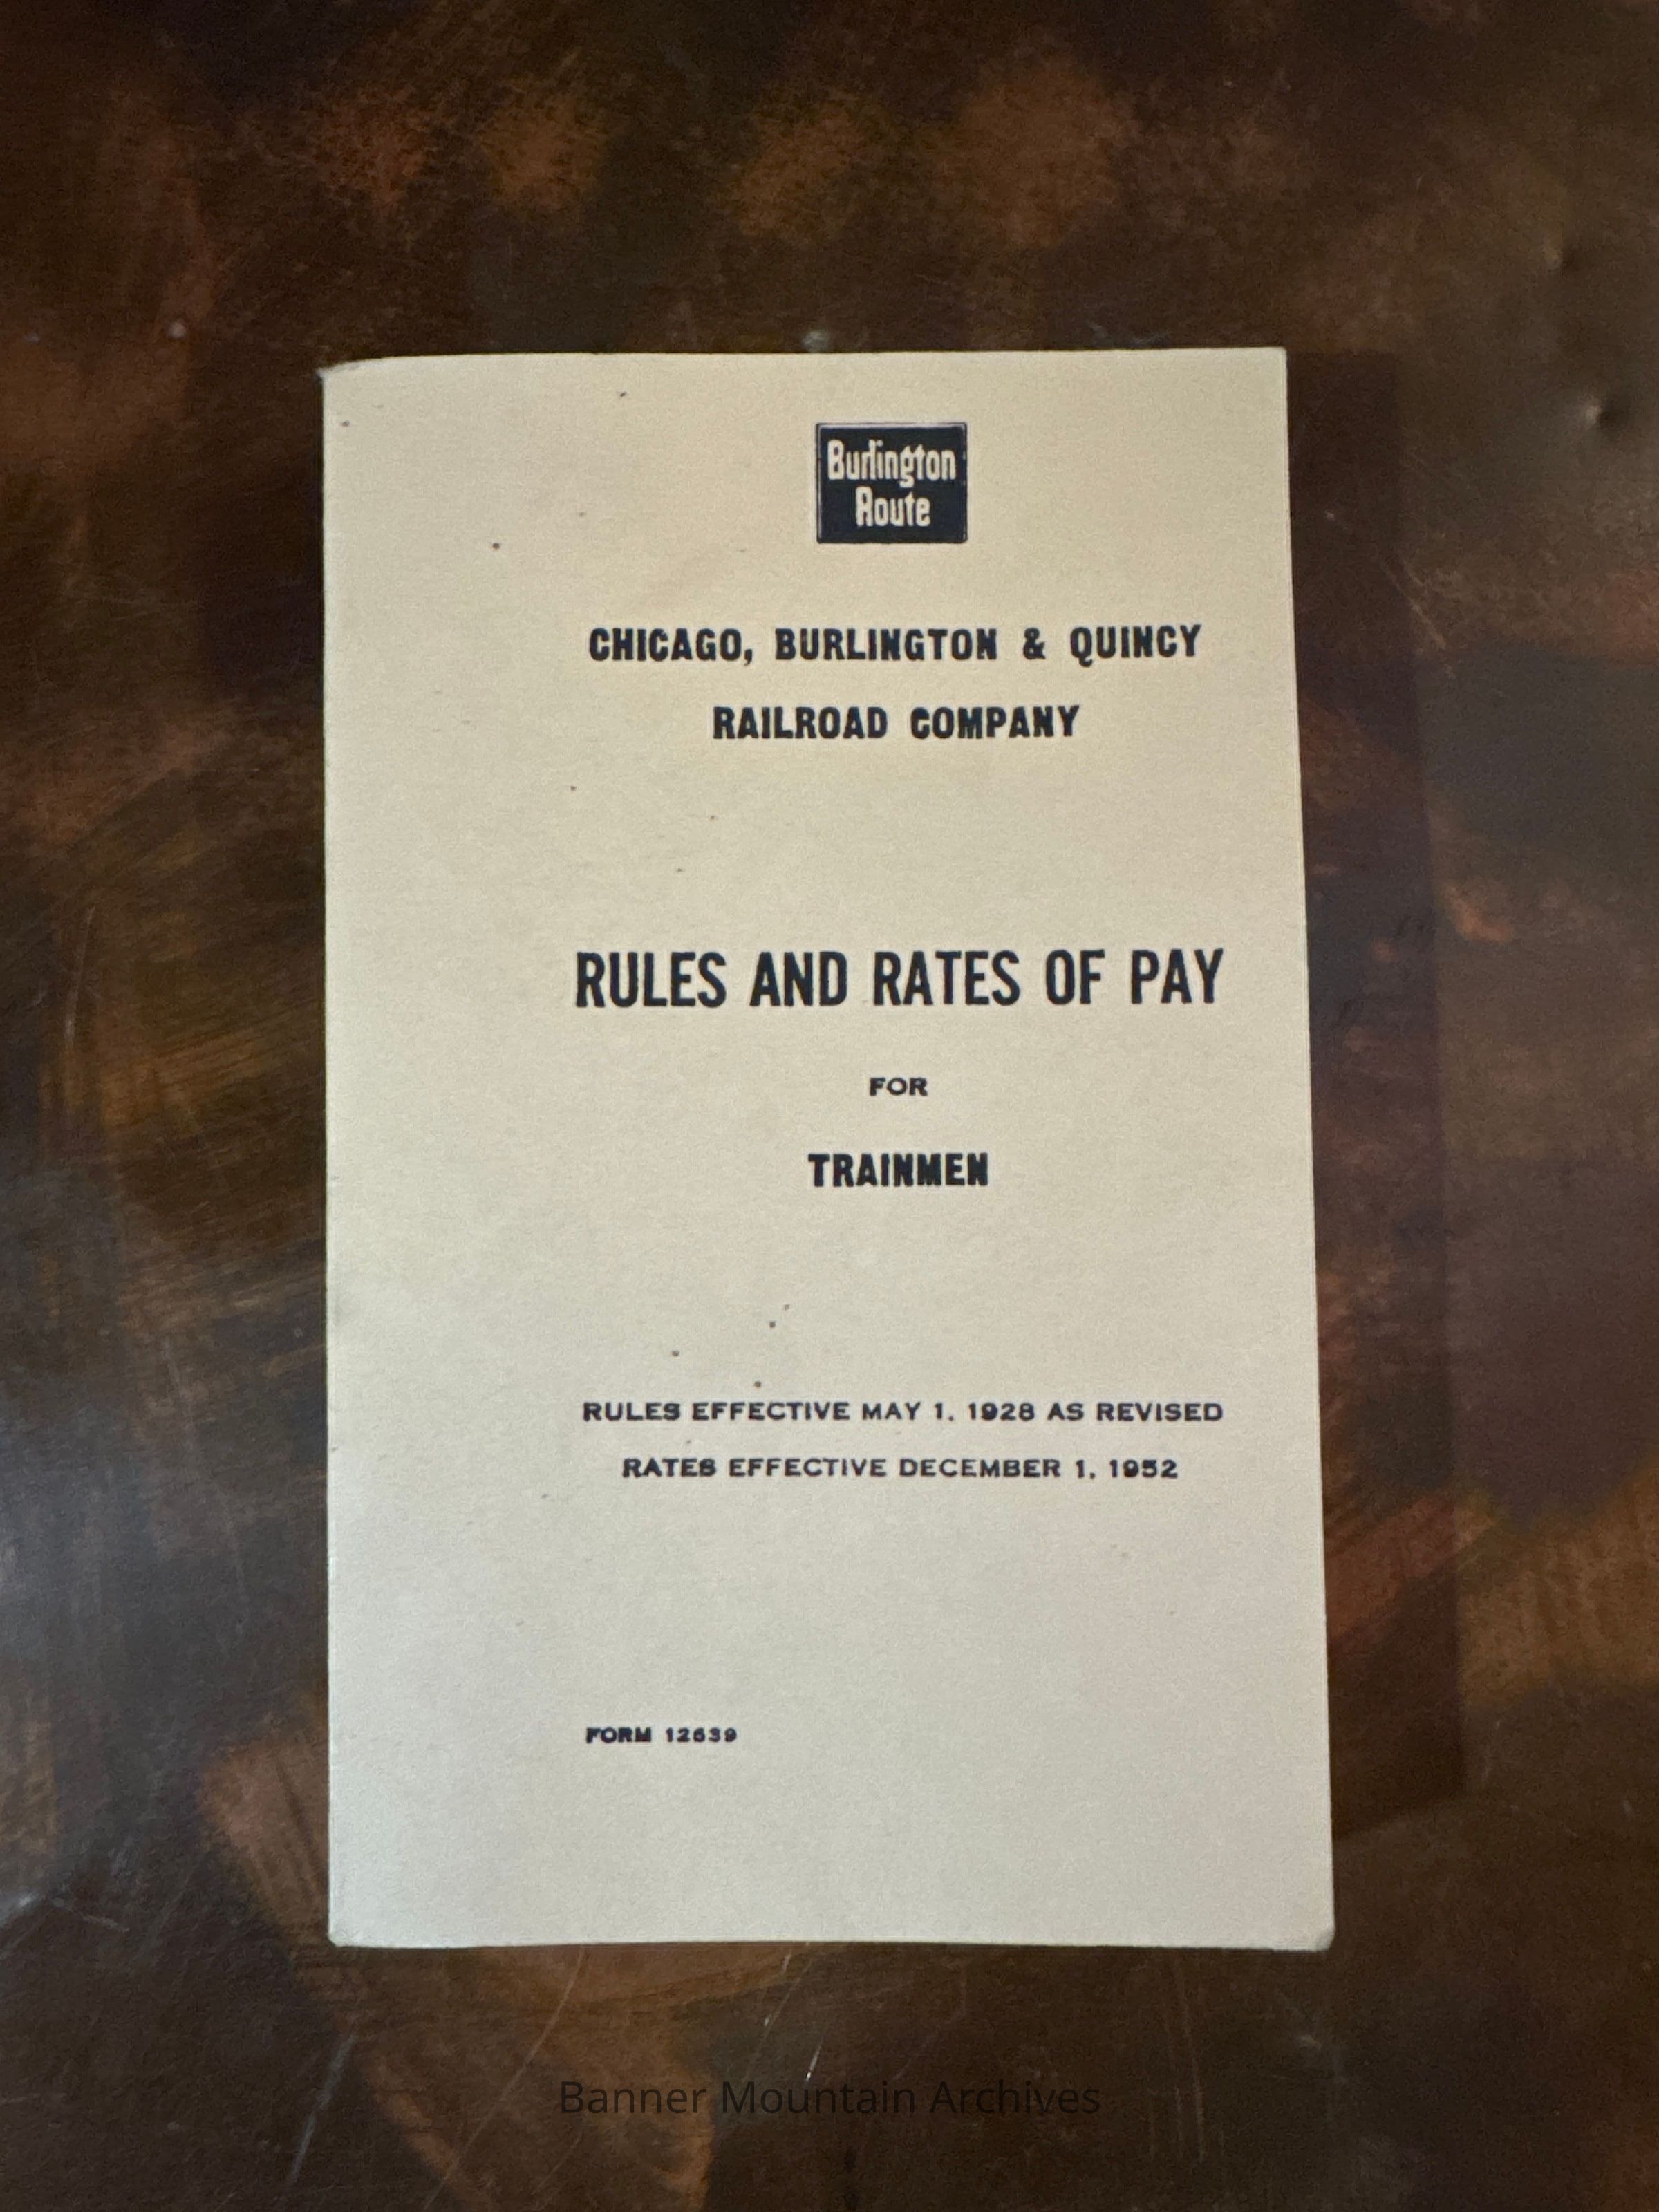 Burlington
Route
CHICAGO, BURLINGTON & QUINCY
RAILROAD COMPANY
RULES AND RATES OF PAY
FOR
TRAINMEN
RULES EFFECTIVE MAY 1, 1928 AS REVISED
RATES EFFECTIVE DECEMBER 1, 1952
FORM 12639
Banner Mountain Archives